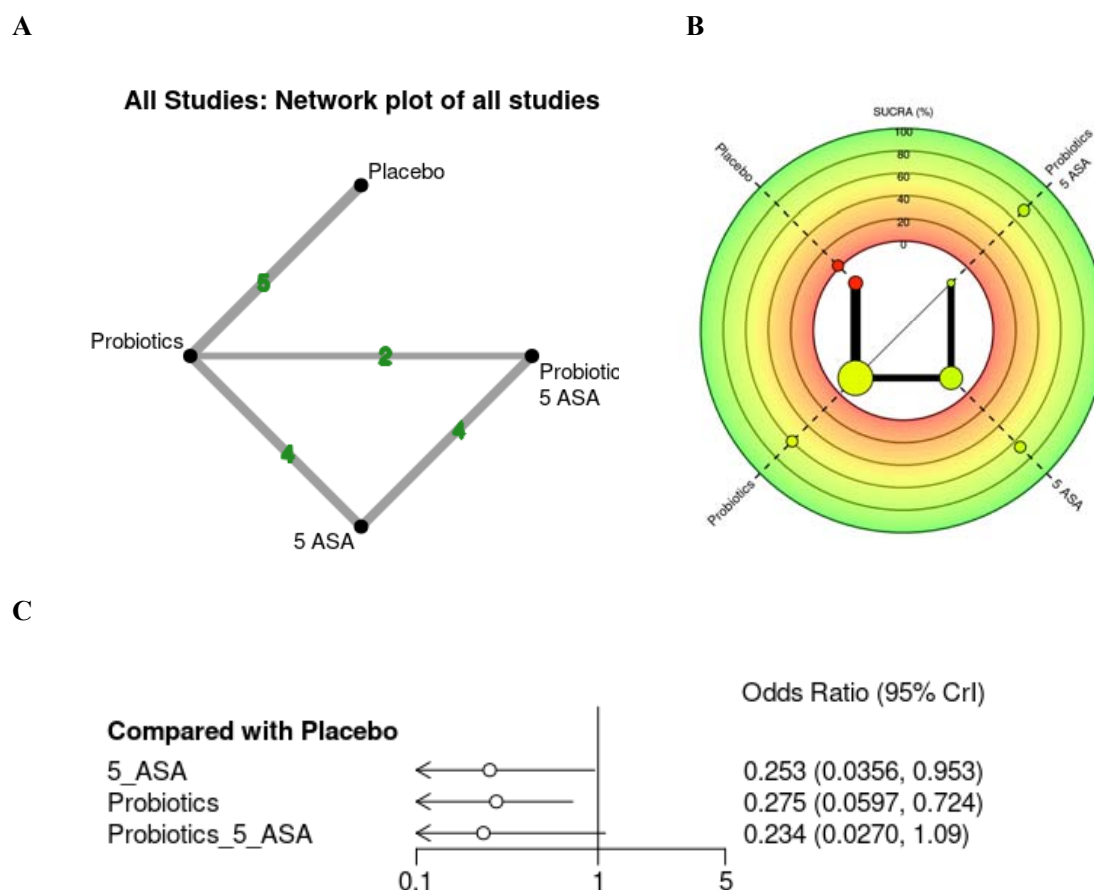 A
B
All Studies: Network plot of all studies
Placebo
5
Probiotics
2
Probiotic
5 ASA
4
4
5 ASA
SUCRA (%)
100
80
60
40
20
0
Placebo
Probiotics
5 ASA
Probiotics
5 ASA
C
Odds Ratio (95% CrI)
Compared with Placebo
5_ASA 0.253 (0.0356, 0.953)
Probiotics 0.275 (0.0597, 0.724)
Probiotics_5_ASA 0.234 (0.0270, 1.09)
0.1 1 5